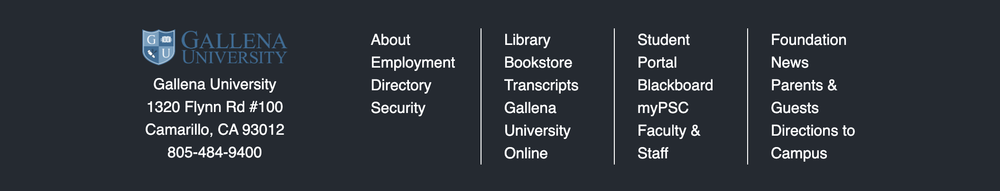 G
U
GALLENA
UNIVERSITY
Gallena University
1320 Flynn Rd #100
Camarillo, CA 93012
805-484-9400
About
Employment
Directory
Security
Library
Bookstore
Transcripts
Gallena
University
Online
Student
Portal
Blackboard
myPSC
Faculty &
Staff
Foundation
News
Parents &
Guests
Directions to
Campus